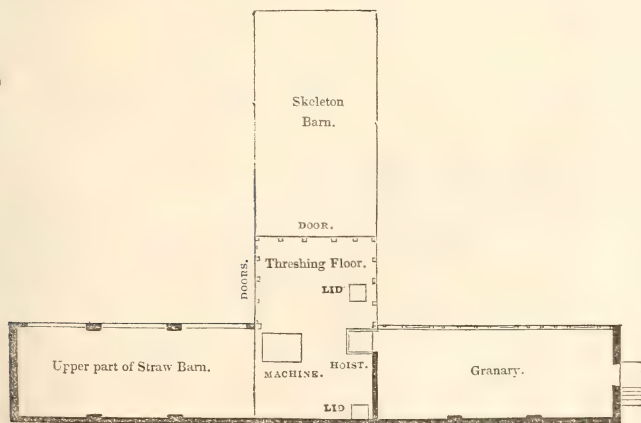 Skeleton
Barn.
DOOR.
DOORS.
Threshing Floor.
LID
Upper part of Straw Barn.
MACHINE.
HOIST.
Granary.
LID